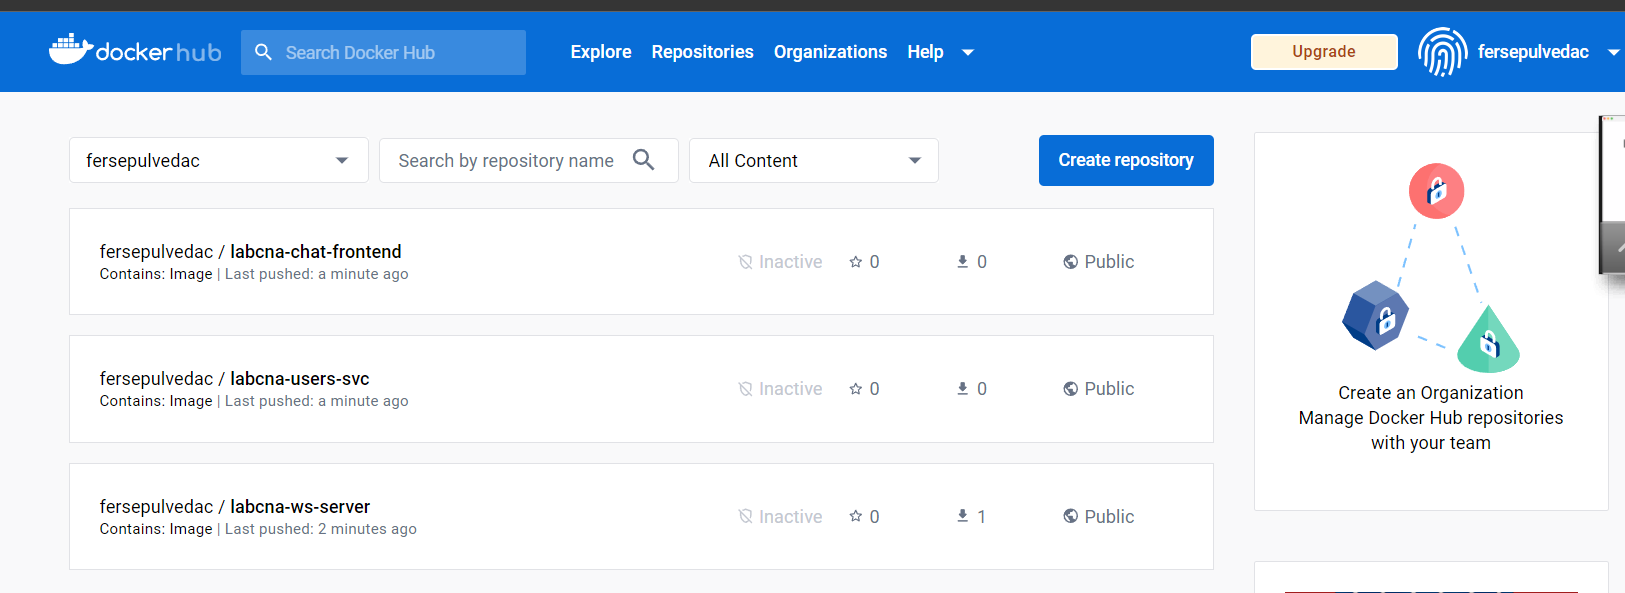 docker hub
Search Docker Hub
Explore Repositories Organizations Help
Upgrade
fersepulvedac
fersepulvedac
Search by repository name
All Content
Create repository
fersepulvedac / labcna-chat-frontend
Contains: Image | Last pushed: a minute ago
Inactive 0 0 Public
fersepulvedac / labcna-users-svc
Contains: Image | Last pushed: a minute ago
Inactive 0 0 Public
fersepulvedac / labcna-ws-server
Contains: Image | Last pushed: 2 minutes ago
Inactive 0 1 Public
Create an Organization
Manage Docker Hub repositories
with your team